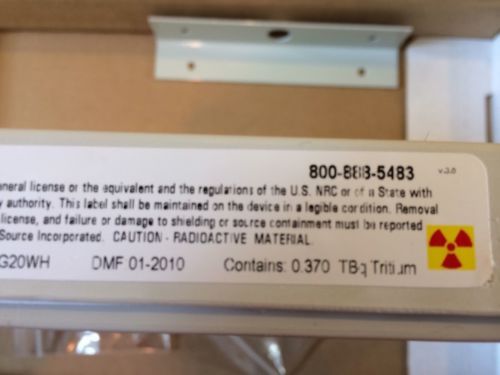 800-888-5483 v.3.0
eneral license or the equivalent and the regulations of the U.S. NRC or of a State with
y authority. This label shall be maintained on the device in a legible condition. Removal
license, and failure or damage to shielding or source containment must be reported
Source Incorporated. CAUTION - RADIOACTIVE MATERIAL.
G20WH DMF 01-2010 Contains: 0.370 TBq Tritium